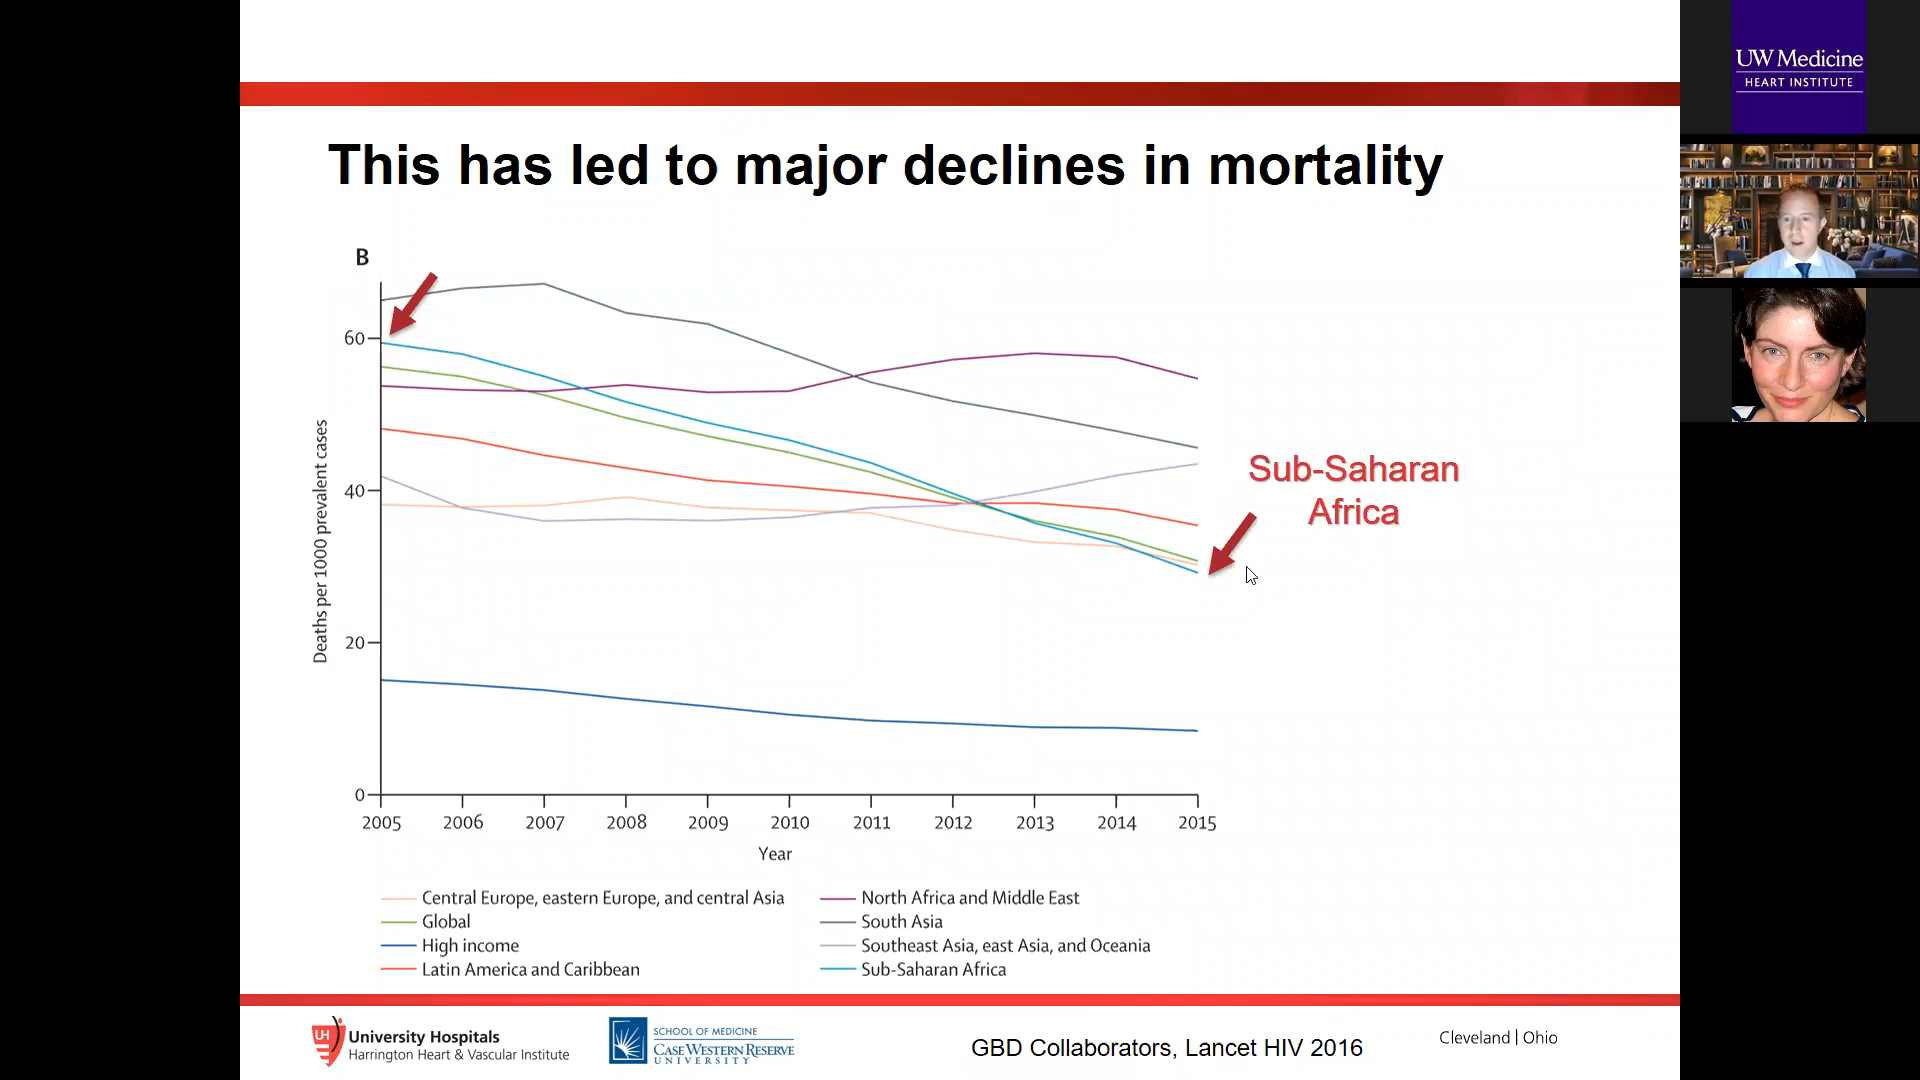 UW Medicine
HEART INSTITUTE
This has led to major declines in mortality
B
Deaths per 1000 prevalent cases
60
40
20
0
2005 2006 2007 2008 2009 2010 2011 2012 2013 2014 2015
Year
Sub-Saharan
Africa
Central Europe, eastern Europe, and central Asia
Global
High income
Latin America and Caribbean
North Africa and Middle East
South Asia
Southeast Asia, east Asia, and Oceania
Sub-Saharan Africa
UH
University Hospitals
Harrington Heart & Vascular Institute
SCHOOL OF MEDICINE
CASE WESTERN RESERVE
UNIVERSITY
GBD Collaborators, Lancet HIV 2016
Cleveland | Ohio